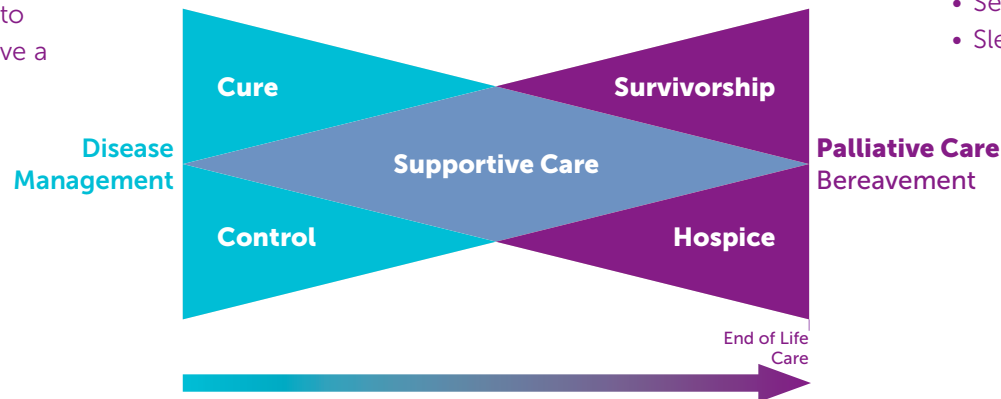 to
ve a
• Se
• Sle
Cure
Survivorship
Disease
Management
Supportive Care
Palliative Care
Bereavement
Control
Hospice
End of Life
Care